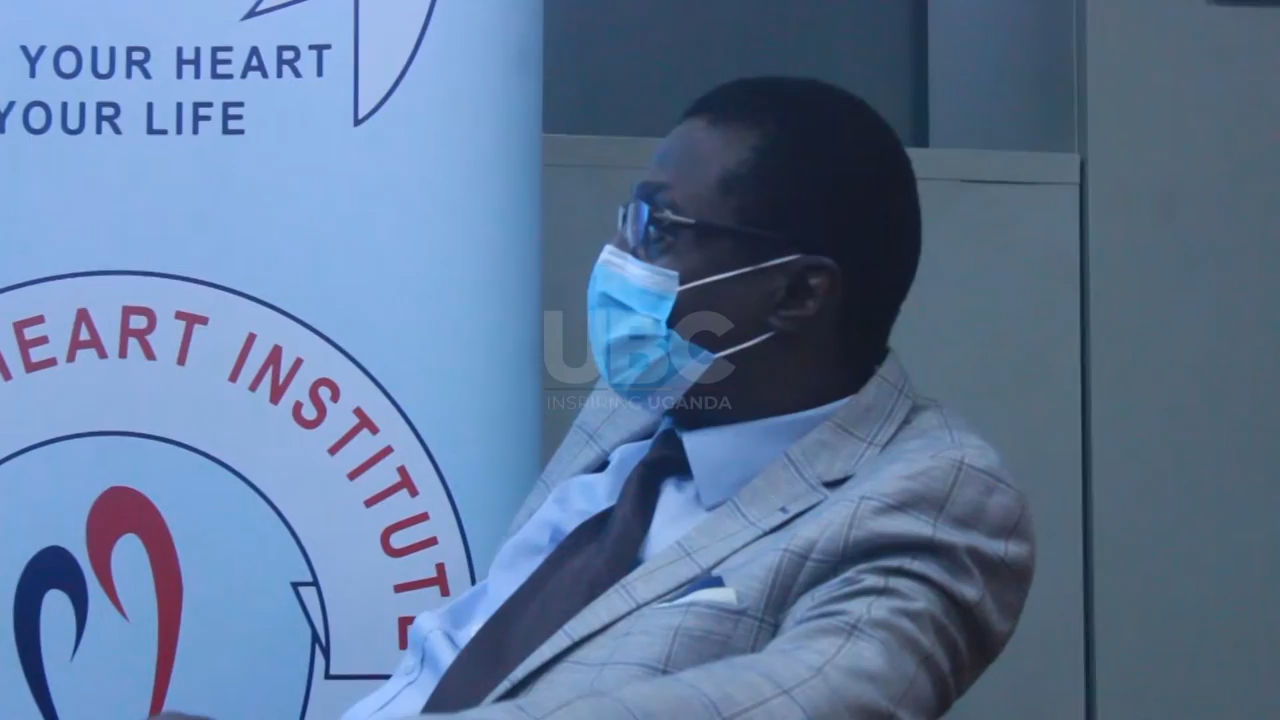 YOUR HEART
YOUR LIFE
HEART INSTITUTE
UBC
INSPIRING UGANDA